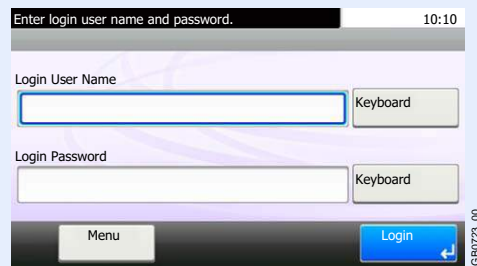 Enter login user name and password. 10:10
Login User Name
Keyboard
Login Password
Keyboard
Menu Login
GB0723_00